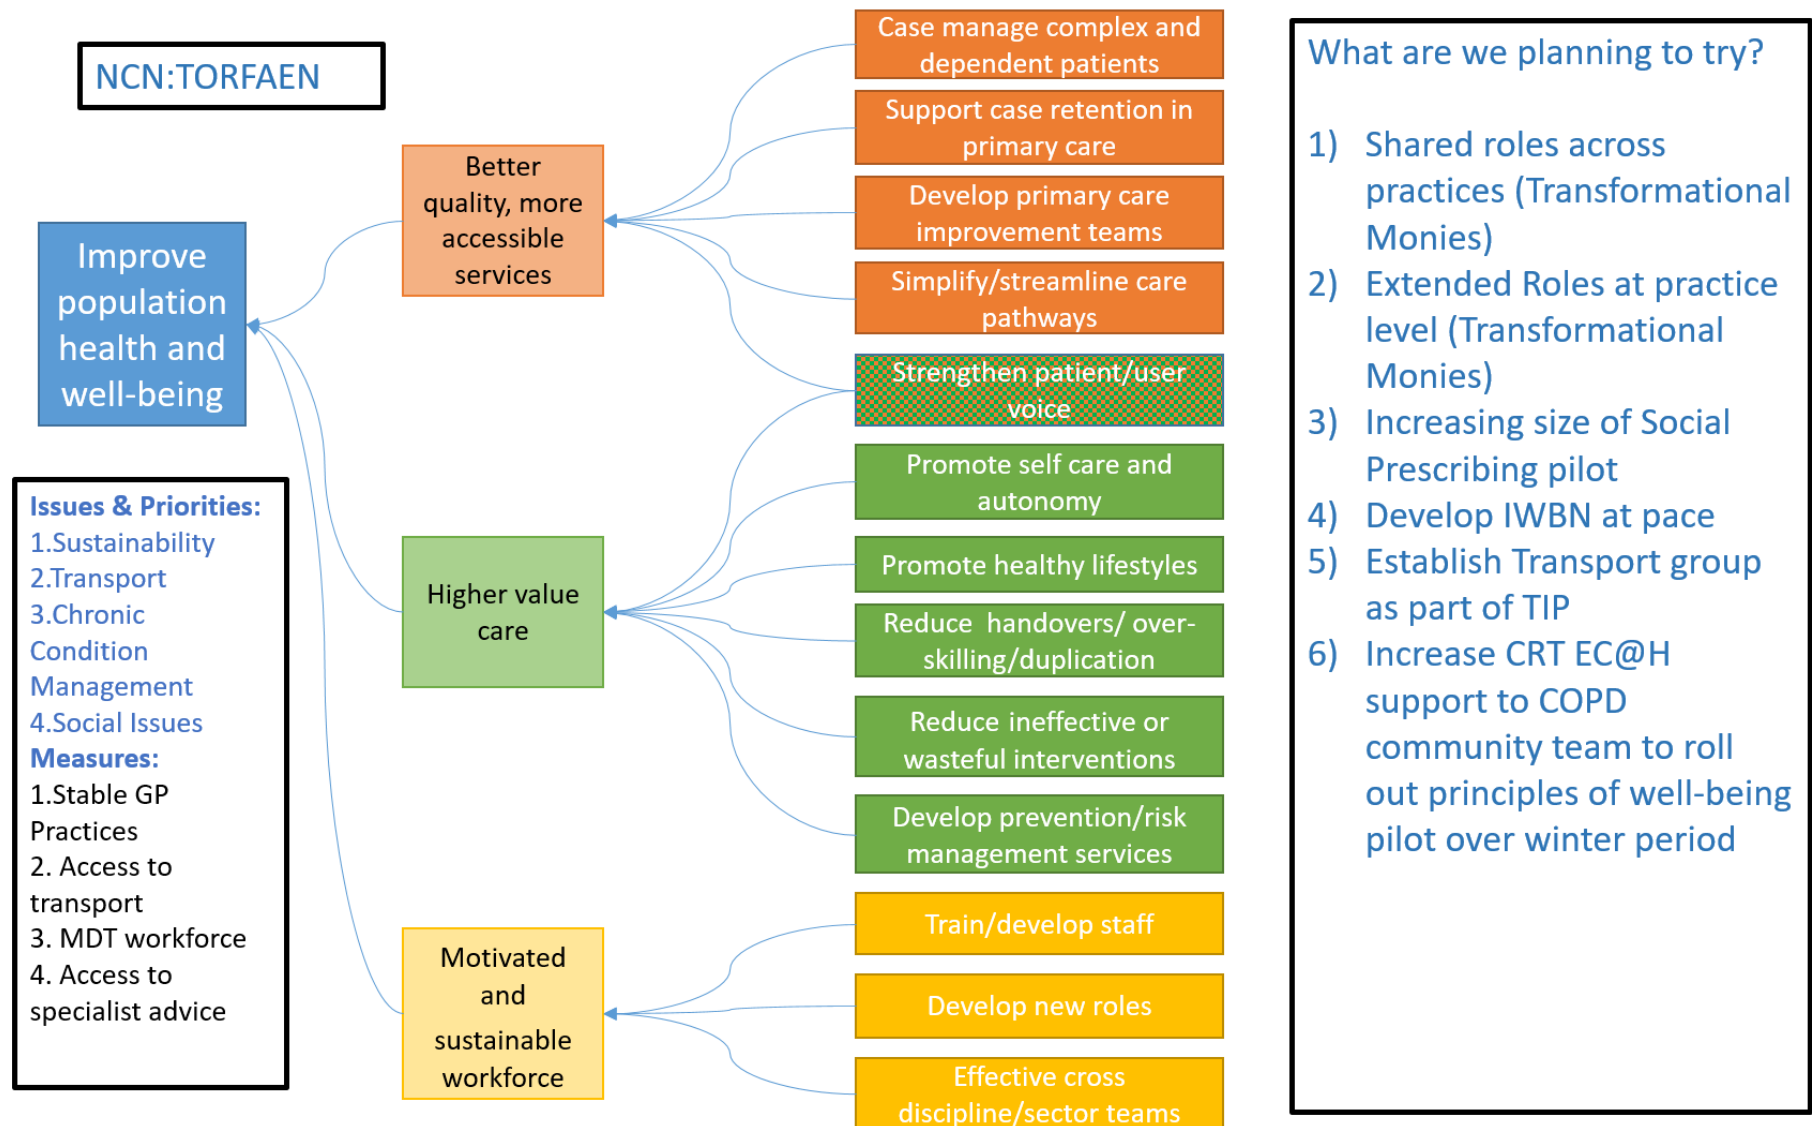 NCN:TORFAEN
Improve
population
health and
well-being
Issues & Priorities:
1.Sustainability
2.Transport
3.Chronic
Condition
Management
4.Social Issues
Measures:
1.Stable GP
Practices
2. Access to
transport
3. MDT workforce
4. Access to
specialist advice
Better
quality, more
accessible
services
Higher value
care
Motivated
and
sustainable
workforce
Case manage complex and
dependent patients
Support case retention in
primary care
Develop primary care
improvement teams
Simplify/streamline care
pathways
Strengthen patient/user
voice
Promote self care and
autonomy
Promote healthy lifestyles
Reduce  handovers/ over-
skilling/duplication
Reduce ineffective or
wasteful interventions
Develop prevention/risk
management services
Train/develop staff
Develop new roles
Effective cross
discipline/sector teams
What are we planning to try?
1) Shared roles across
practices (Transformational
Monies)
2) Extended Roles at practice
level (Transformational
Monies)
3) Increasing size of Social
Prescribing pilot
4) Develop IWBN at pace
5) Establish Transport group
as part of TIP
6) Increase CRT EC@H
support to COPD
community team to roll
out principles of well-being
pilot over winter period